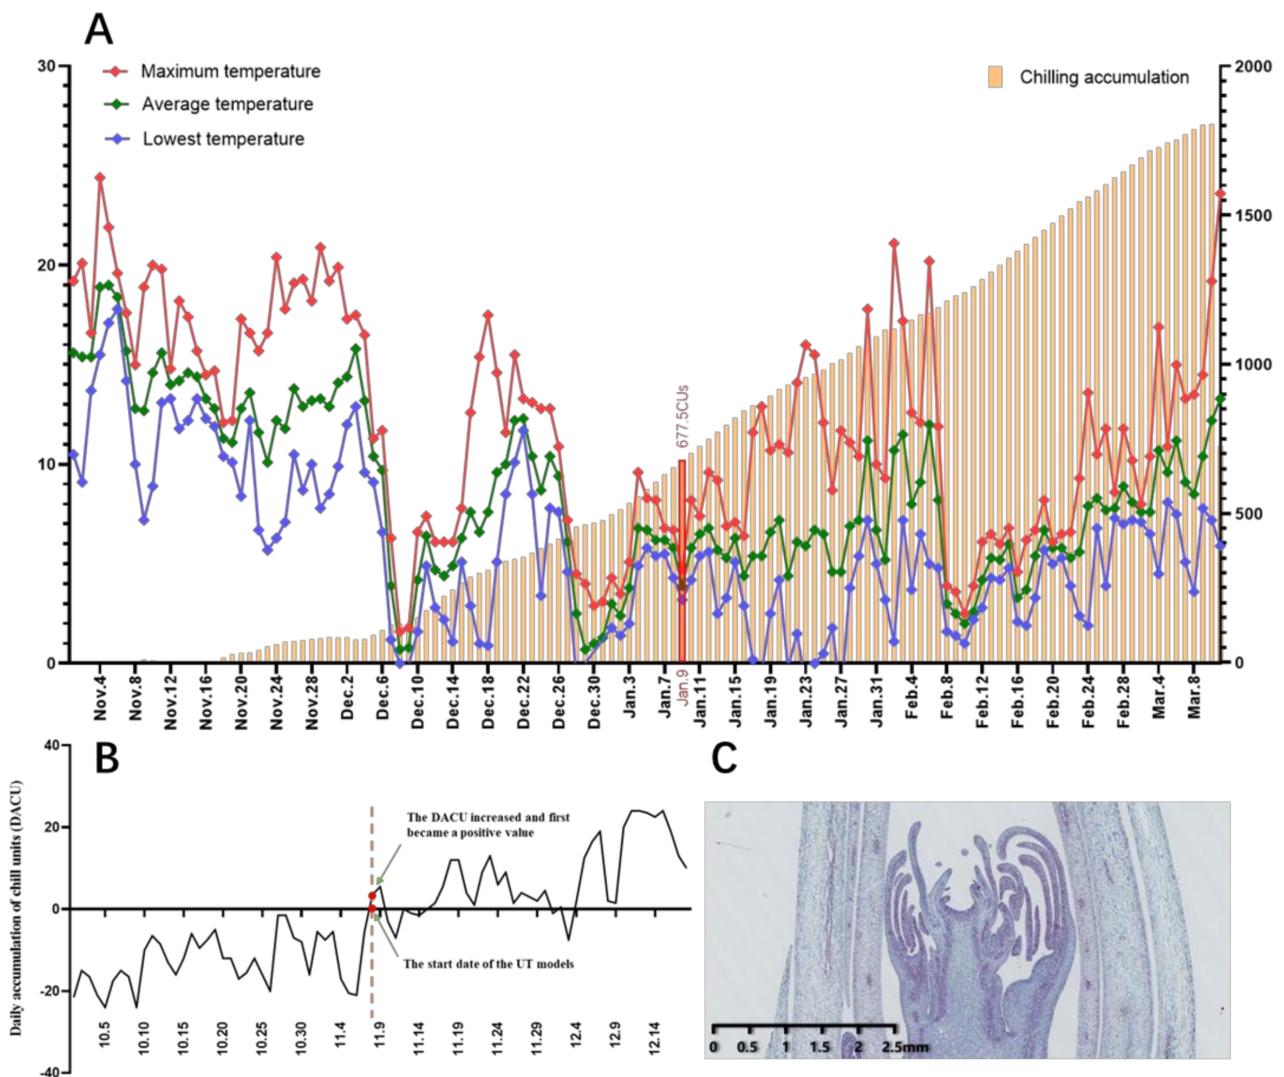 A
30
20
10
0
Maximum temperature
Average temperature
Lowest temperature
Chilling accumulation
2000
1500
1000
500
0
677.5CUs
Nov.4
Nov.8
Nov.12
Nov.16
Nov.20
Nov.24
Nov.28
Dec.2
Dec.6
Dec.10
Dec.14
Dec.18
Dec.22
Dec.26
Dec.30
Jan.3
Jan.7
Jan.9
Jan.11
Jan.15
Jan.19
Jan.23
Jan.27
Jan.31
Feb.4
Feb.8
Feb.12
Feb.16
Feb.20
Feb.24
Feb.28
Mar.4
Mar.8
B
Daily accumulation of chill units (DACU)
40
20
0
-20
-40
The DACU increased and first
became a positive value
The start date of the UT models
10.5
10.10
10.15
10.20
10.25
10.30
11.4
11.9
11.14
11.19
11.24
11.29
12.4
12.9
12.14
C
0 0.5 1 1.5 2 2.5mm